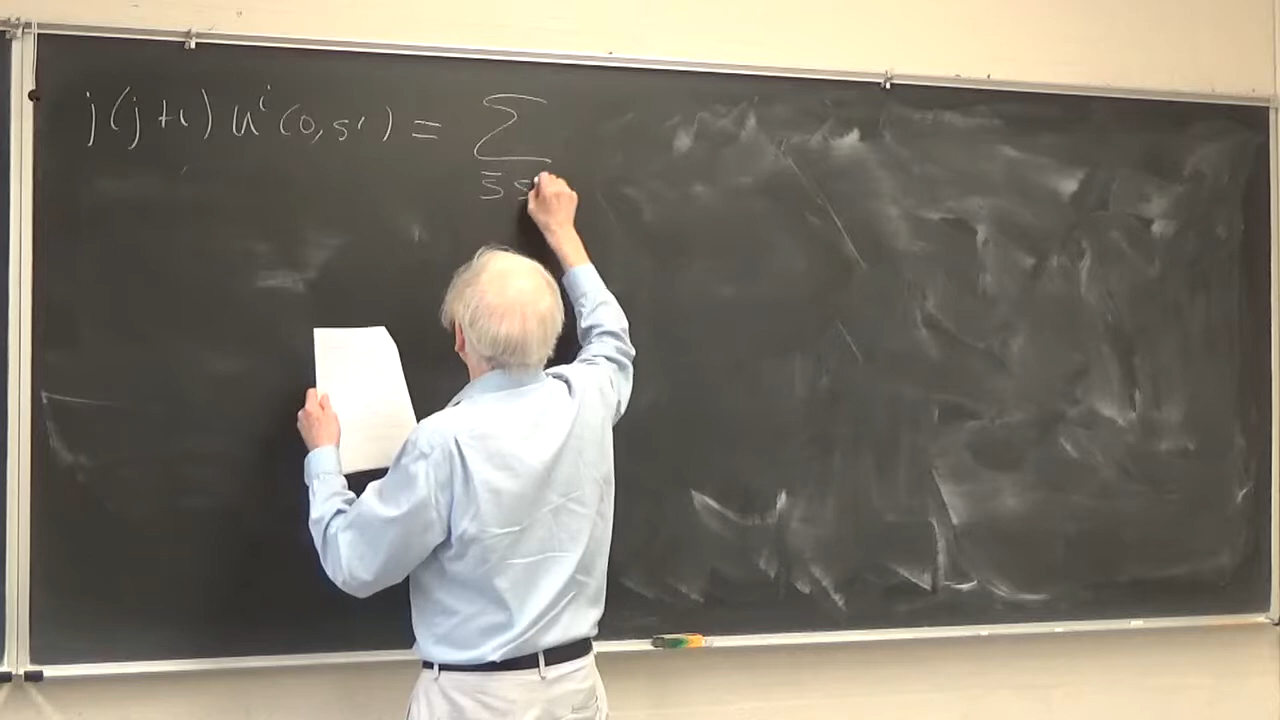 j(j+1) u^i(0,s') = Σ
s̄ s